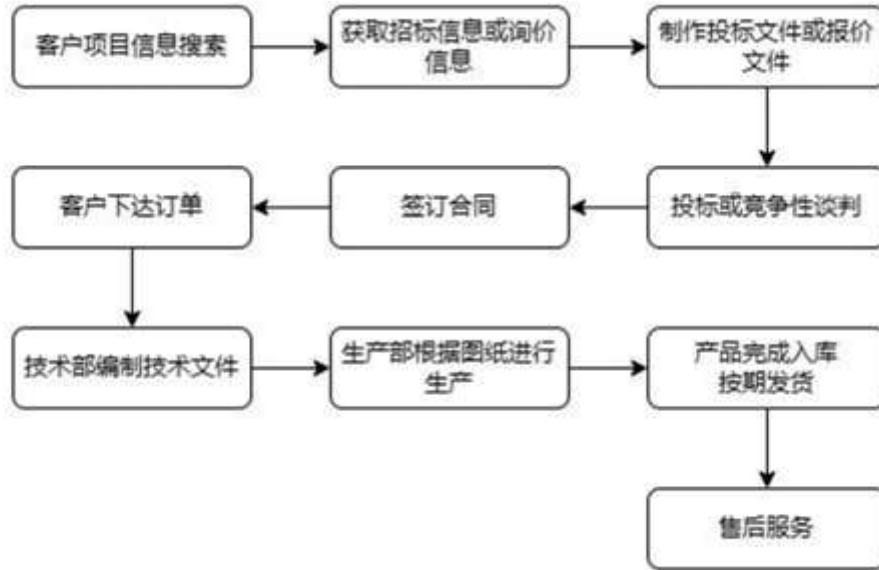 客户项目信息搜索
获取招标信息或询价
信息
制作投标文件或报价
文件
投标或竞争性谈判
签订合同
客户下达订单
技术部编制技术文件
生产部根据图纸进行
生产
产品完成入库
按期发货
售后服务